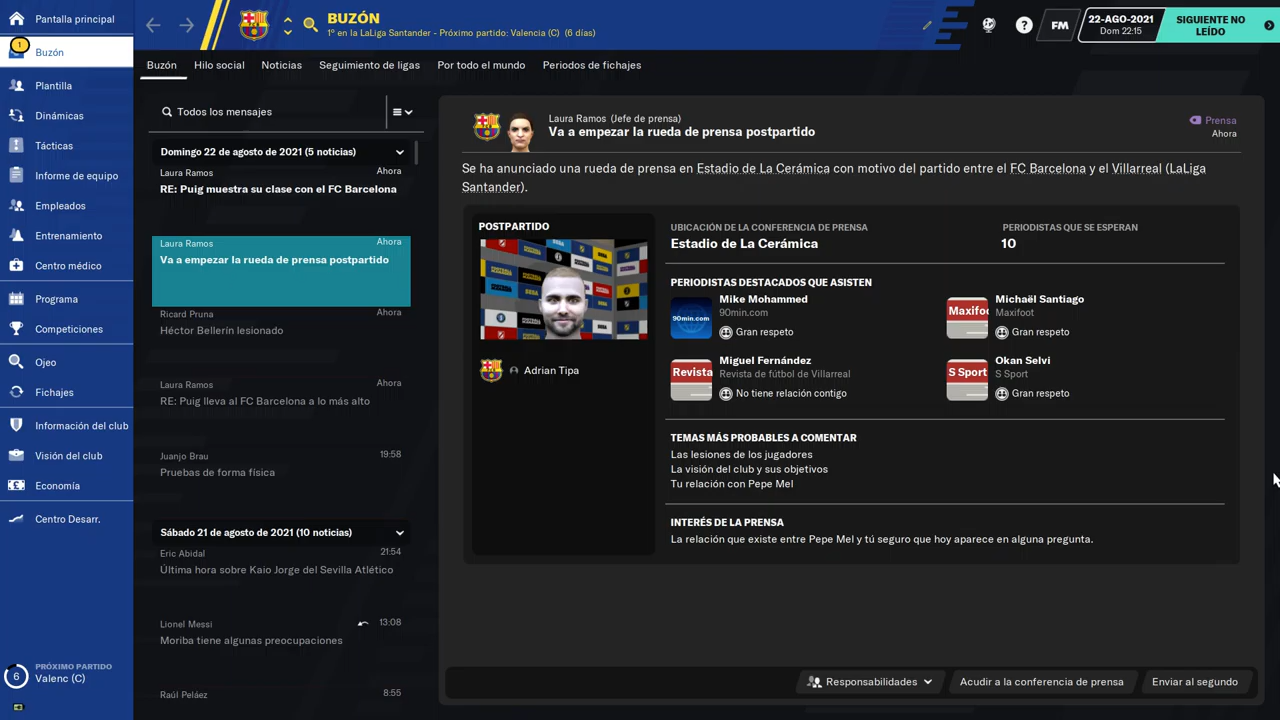 Pantalla principal
1
Buzón
Plantilla
Dinámicas
Tácticas
Informe de equipo
Empleados
Entrenamiento
Centro médico
Programa
Competiciones
Ojeo
Fichajes
Información del club
Visión del club
Economía
Centro Desarr.
6
PRÓXIMO PARTIDO
Valenc (C)
BUZÓN
1º en la LaLiga Santander - Próximo partido: Valencia (C) (6 días)
?
FM
22-AGO-2021
Dom 22:15
SIGUIENTE NO
LEÍDO
Buzón
Hilo social
Noticias
Seguimiento de ligas
Por todo el mundo
Periodos de fichajes
Todos los mensajes
Domingo 22 de agosto de 2021 (5 noticias)
Laura Ramos Ahora
RE: Puig muestra su clase con el FC Barcelona
Laura Ramos Ahora
Va a empezar la rueda de prensa postpartido
Ricard Pruna Ahora
Héctor Bellerín lesionado
Laura Ramos Ahora
RE: Puig lleva al FC Barcelona a lo más alto
Juanjo Brau 19:58
Pruebas de forma física
Sábado 21 de agosto de 2021 (10 noticias)
Eric Abidal 21:54
Última hora sobre Kaio Jorge del Sevilla Atlético
Lionel Messi 13:08
Moriba tiene algunas preocupaciones
Raúl Peláez 8:55
Laura Ramos (Jefe de prensa)
Va a empezar la rueda de prensa postpartido
Prensa
Ahora
Se ha anunciado una rueda de prensa en Estadio de La Cerámica con motivo del partido entre el FC Barcelona y el Villarreal (LaLiga
Santander).
POSTPARTIDO
Adrian Tipa
UBICACIÓN DE LA CONFERENCIA DE PRENSA
Estadio de La Cerámica
PERIODISTAS QUE SE ESPERAN
10
PERIODISTAS DESTACADOS QUE ASISTEN
90min.com
Mike Mohammed
90min.com
Gran respeto
Maxifoo
Michaël Santiago
Maxifoot
Gran respeto
Revista
Miguel Fernández
Revista de fútbol de Villarreal
No tiene relación contigo
S Sport
Okan Selvi
S Sport
Gran respeto
TEMAS MÁS PROBABLES A COMENTAR
Las lesiones de los jugadores
La visión del club y sus objetivos
Tu relación con Pepe Mel
INTERÉS DE LA PRENSA
La relación que existe entre Pepe Mel y tú seguro que hoy aparece en alguna pregunta.
Responsabilidades
Acudir a la conferencia de prensa
Enviar al segundo